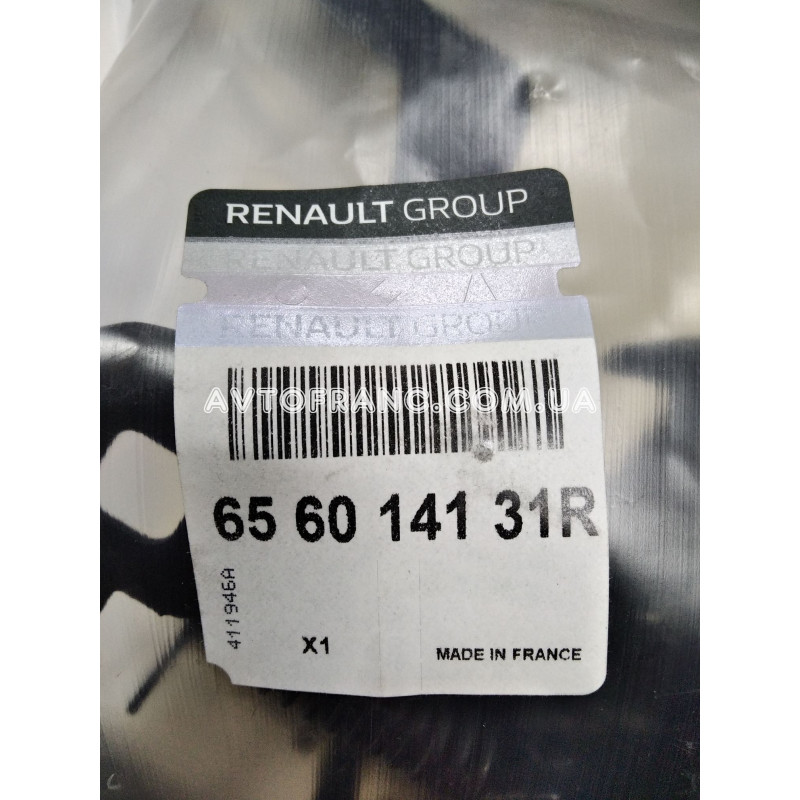 RENAULT GROUP
RENAULT GROUP
RENAULT GROUP
AVTOFRANC.COM.UA
65 60 141 31R
411946A
X1
MADE IN FRANCE